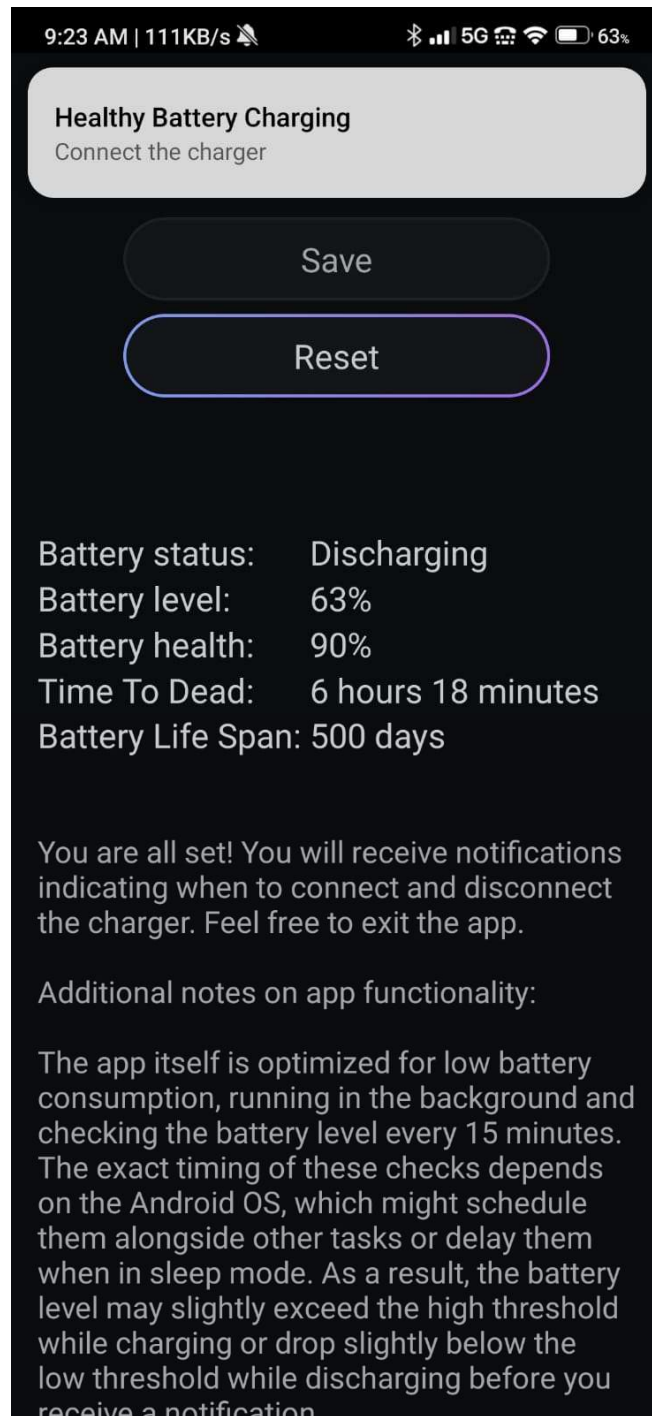 9:23 AM | 111KB/s 5G 63%
Healthy Battery Charging
Connect the charger
Save
Reset
Battery status: Discharging
Battery level: 63%
Battery health: 90%
Time To Dead: 6 hours 18 minutes
Battery Life Span: 500 days
You are all set! You will receive notifications
indicating when to connect and disconnect
the charger. Feel free to exit the app.
Additional notes on app functionality:
The app itself is optimized for low battery
consumption, running in the background and
checking the battery level every 15 minutes.
The exact timing of these checks depends
on the Android OS, which might schedule
them alongside other tasks or delay them
when in sleep mode. As a result, the battery
level may slightly exceed the high threshold
while charging or drop slightly below the
low threshold while discharging before you
receive a notification